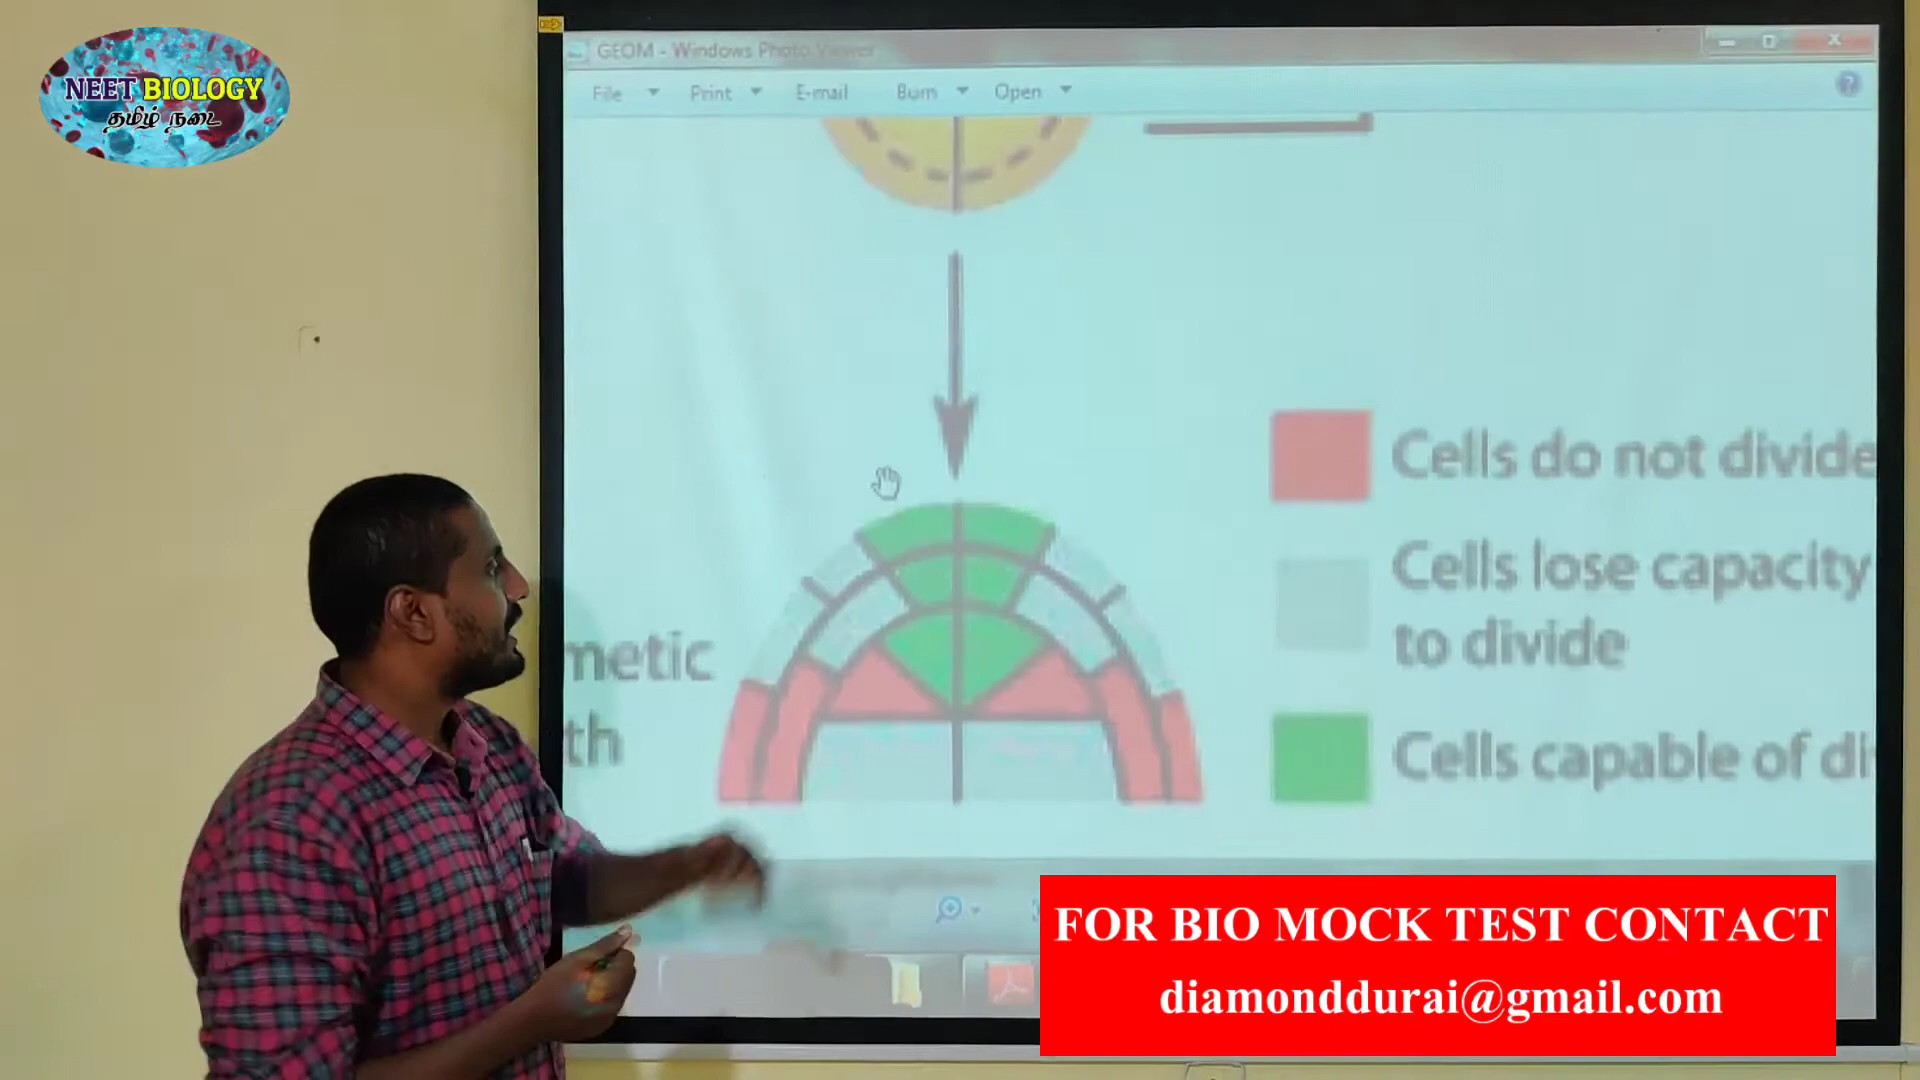 NEET BIOLOGY
தமிழ் நடை
GEOM - Windows Photo Viewer
File Print E-mail Burn Open
Cells do not divide
Cells lose capacity
to divide
Cells capable of di
metic
th
FOR BIO MOCK TEST CONTACT
diamonddurai@gmail.com